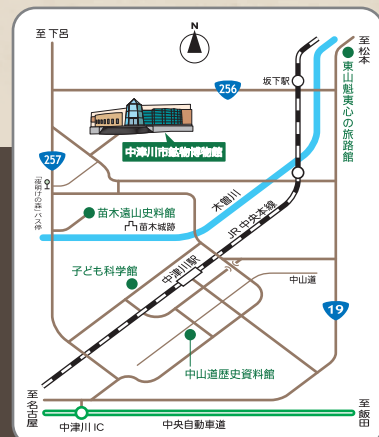 N
至下呂
至松本
256
坂下駅
東山魁夷心の旅路館
中津川市鉱物博物館
257
「夜明けの森」バス停
苗木遠山史料館
苗木城跡
木曽川
JR中央本線
子ども科学館
中津川駅
中山道
19
中山道歴史資料館
至名古屋
至飯田
中津川IC
中央自動車道